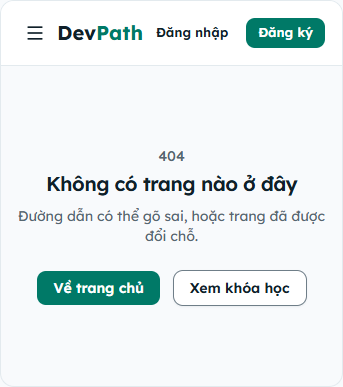 DevPath Đăng nhập Đăng ký
404
Không có trang nào ở đây
Đường dẫn có thể gõ sai, hoặc trang đã được
đổi chỗ.
Về trang chủ Xem khóa học